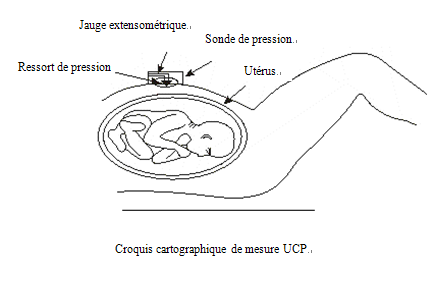 Jauge extensométrique.
Sonde de pression.
Ressort de pression
Utérus.
Croquis cartographique de mesure UCP.